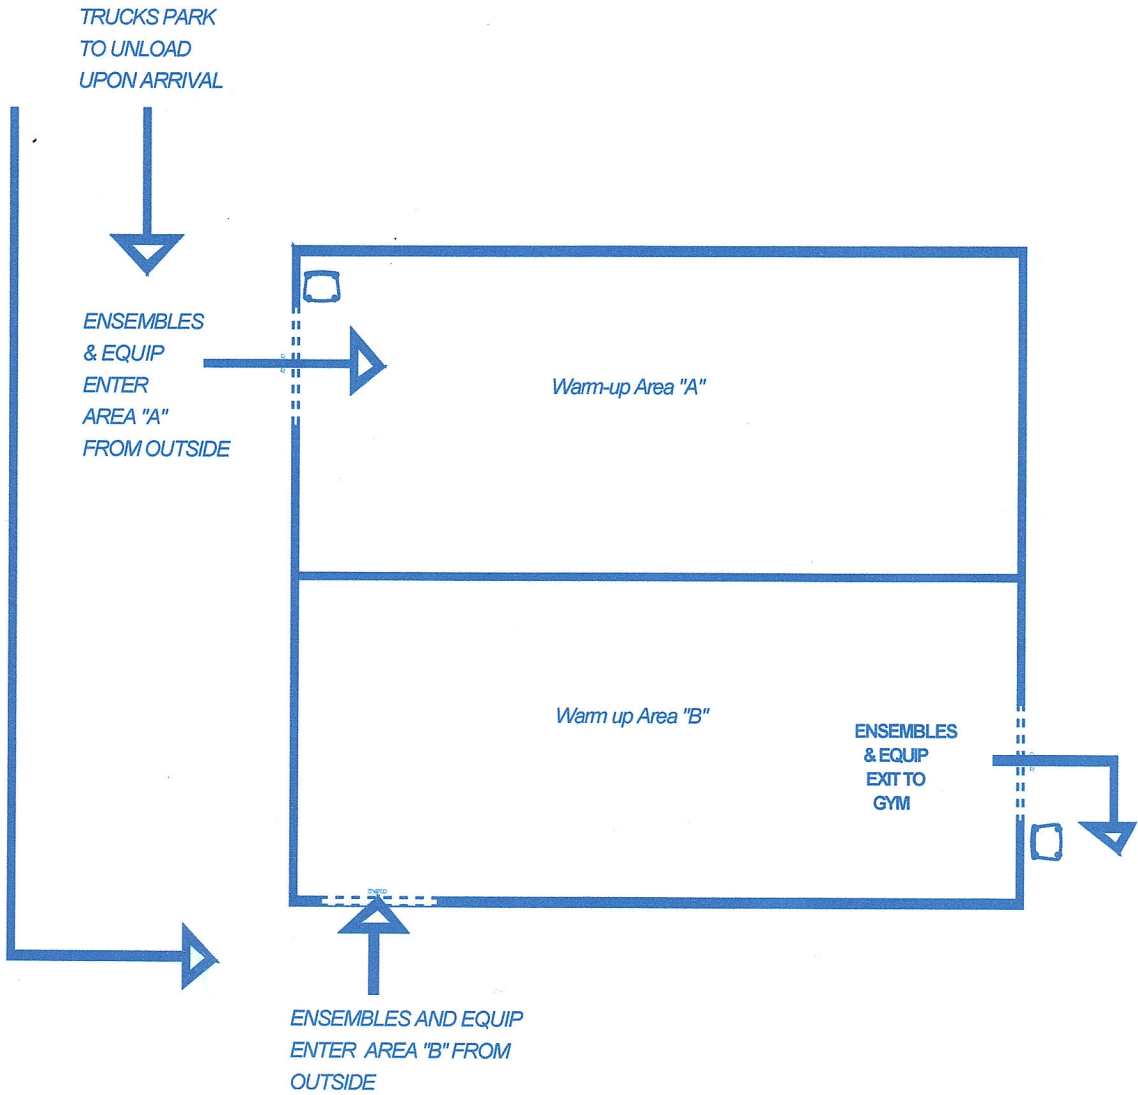 TRUCKS PARK
TO UNLOAD
UPON ARRIVAL
ENSEMBLES
& EQUIP
ENTER
AREA "A"
FROM OUTSIDE
Warm-up Area "A"
Warm up Area "B"
ENSEMBLES
& EQUIP
EXIT TO
GYM
ENSEMBLES AND EQUIP
ENTER AREA "B" FROM
OUTSIDE